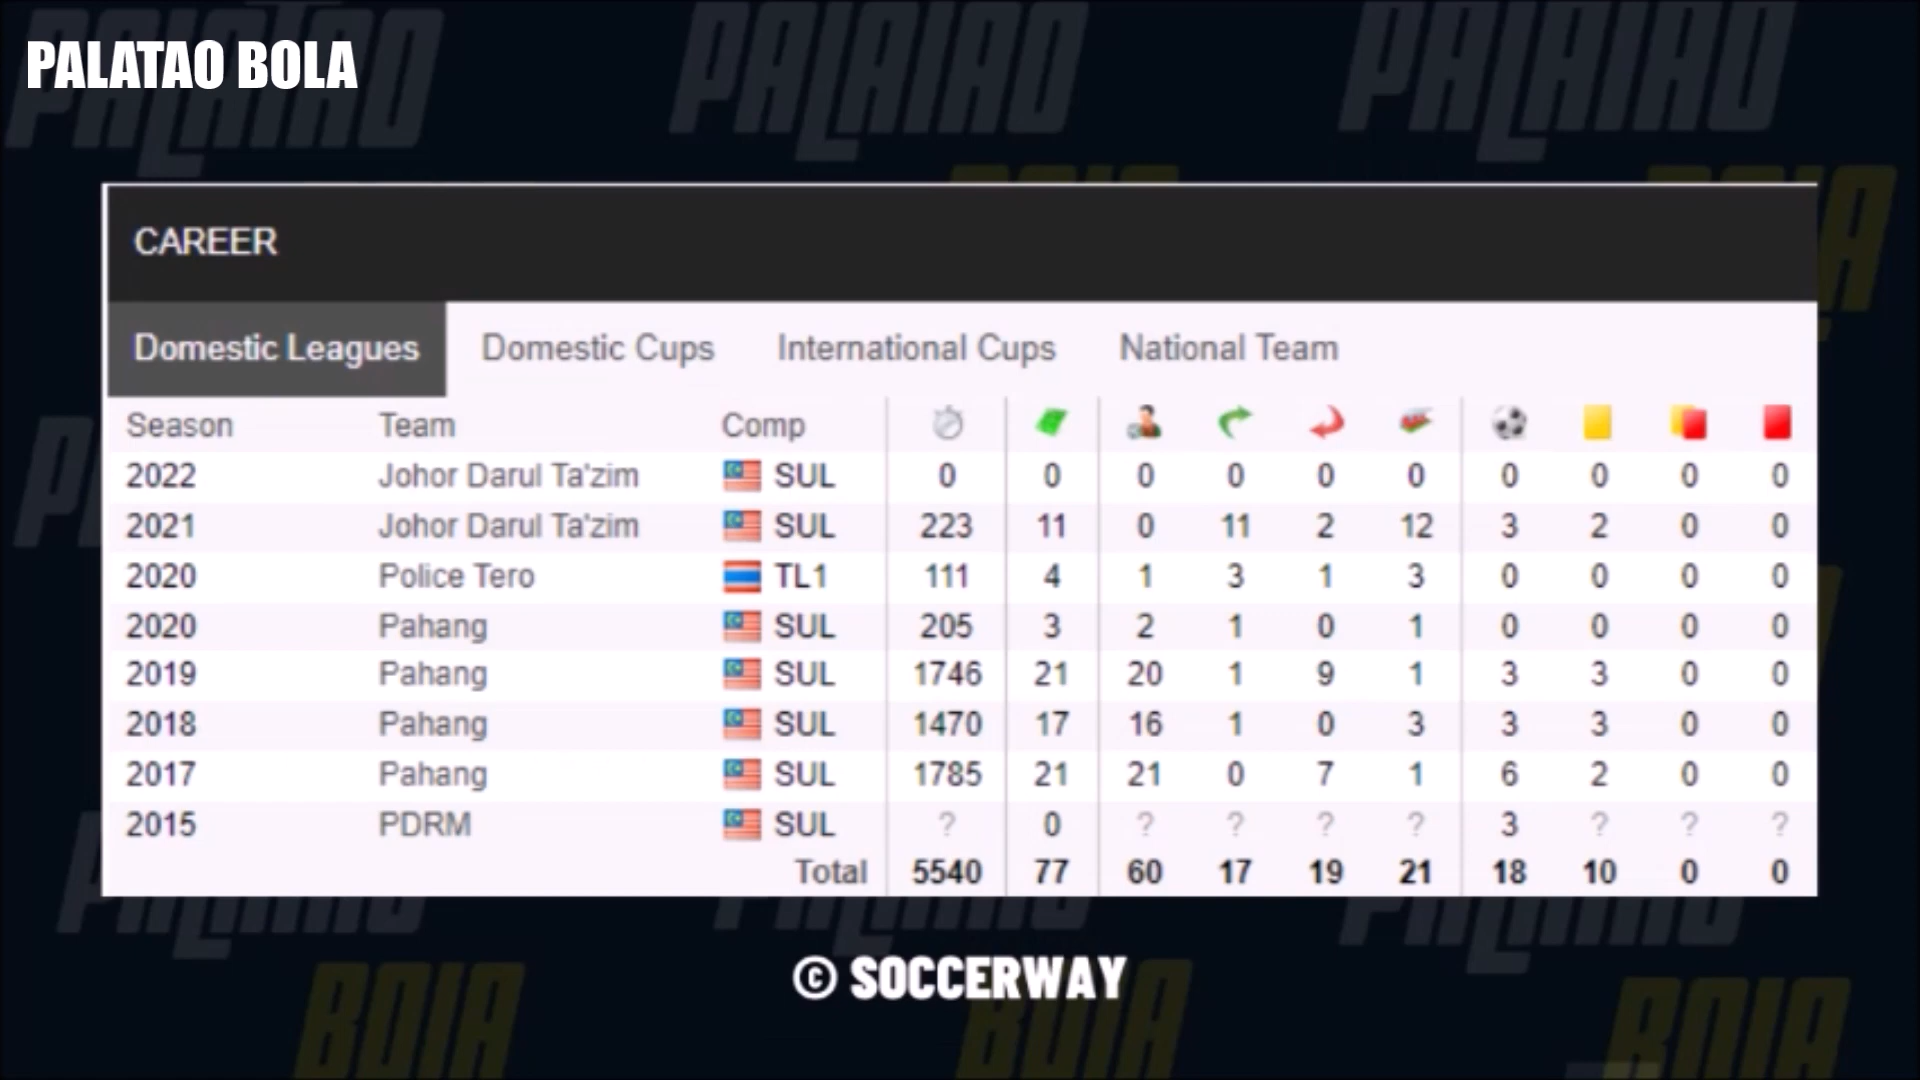 PALATAO BOLA
CAREER
Domestic Leagues Domestic Cups International Cups National Team
Season Team Comp
2022 Johor Darul Ta'zim SUL 0 0 0 0 0 0 0 0 0 0
2021 Johor Darul Ta'zim SUL 223 11 0 11 2 12 3 2 0 0
2020 Police Tero TL1 111 4 1 3 1 3 0 0 0 0
2020 Pahang SUL 205 3 2 1 0 1 0 0 0 0
2019 Pahang SUL 1746 21 20 1 9 1 3 3 0 0
2018 Pahang SUL 1470 17 16 1 0 3 3 3 0 0
2017 Pahang SUL 1785 21 21 0 7 1 6 2 0 0
2015 PDRM SUL ? 0 ? ? ? ? 3 ? ? ?
Total 5540 77 60 17 19 21 18 10 0 0
© SOCCERWAY